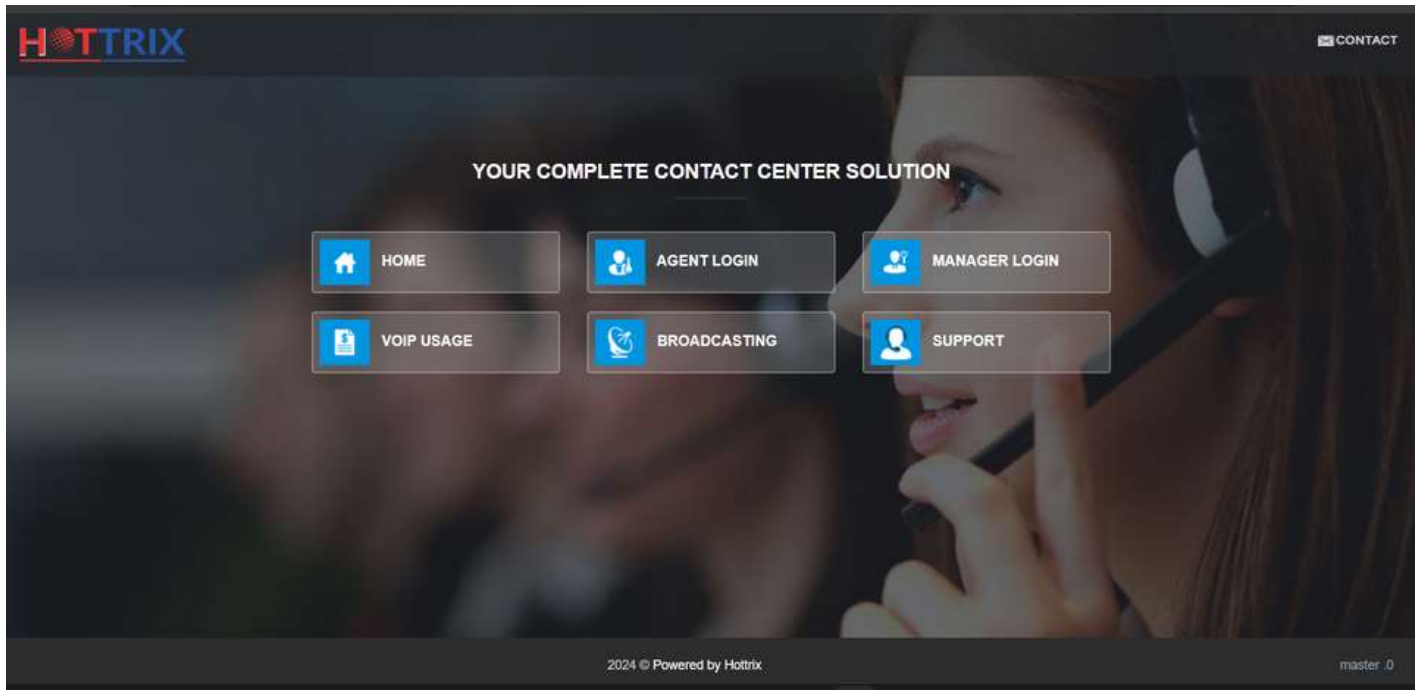 HOTTRIX
CONTACT
YOUR COMPLETE CONTACT CENTER SOLUTION
HOME
AGENT LOGIN
MANAGER LOGIN
VOIP USAGE
BROADCASTING
SUPPORT
2024 © Powered by Hottrix
master .0